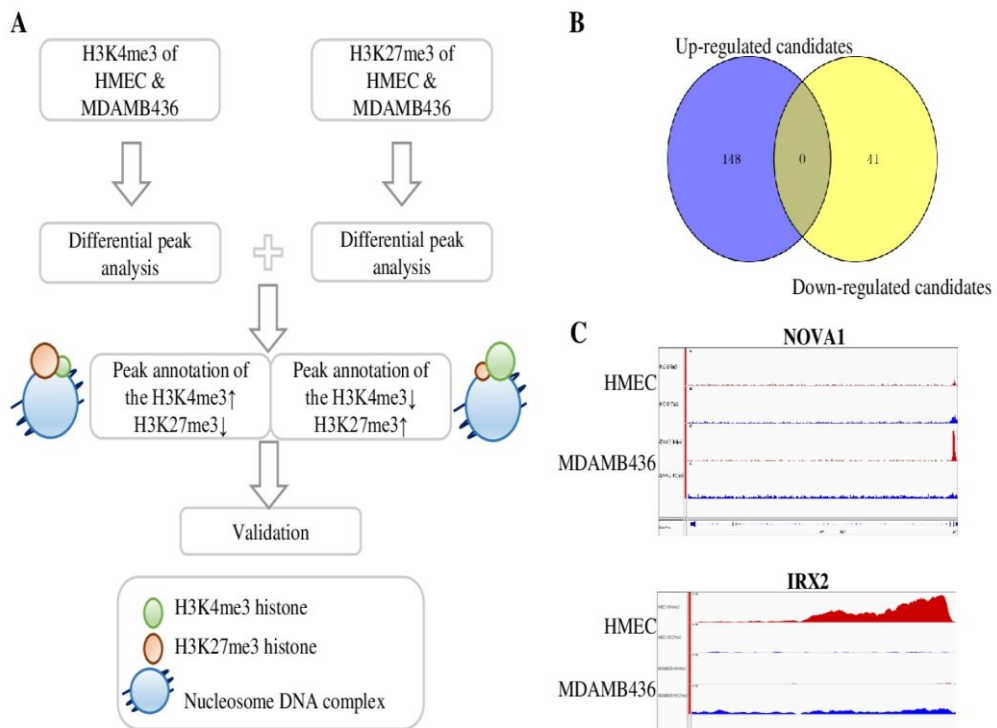 A
H3K4me3 of
HMEC &
MDAMB436
H3K27me3 of
HMEC &
MDAMB436
Differential peak
analysis
Differential peak
analysis
Peak annotation of
the H3K4me3↑
H3K27me3↓
Peak annotation of
the H3K4me3↓
H3K27me3↑
Validation
H3K4me3 histone
H3K27me3 histone
Nucleosome DNA complex
B
Up-regulated candidates
148
0
41
Down-regulated candidates
C
NOVA1
HMEC
MDAMB436
IRX2
HMEC
MDAMB436